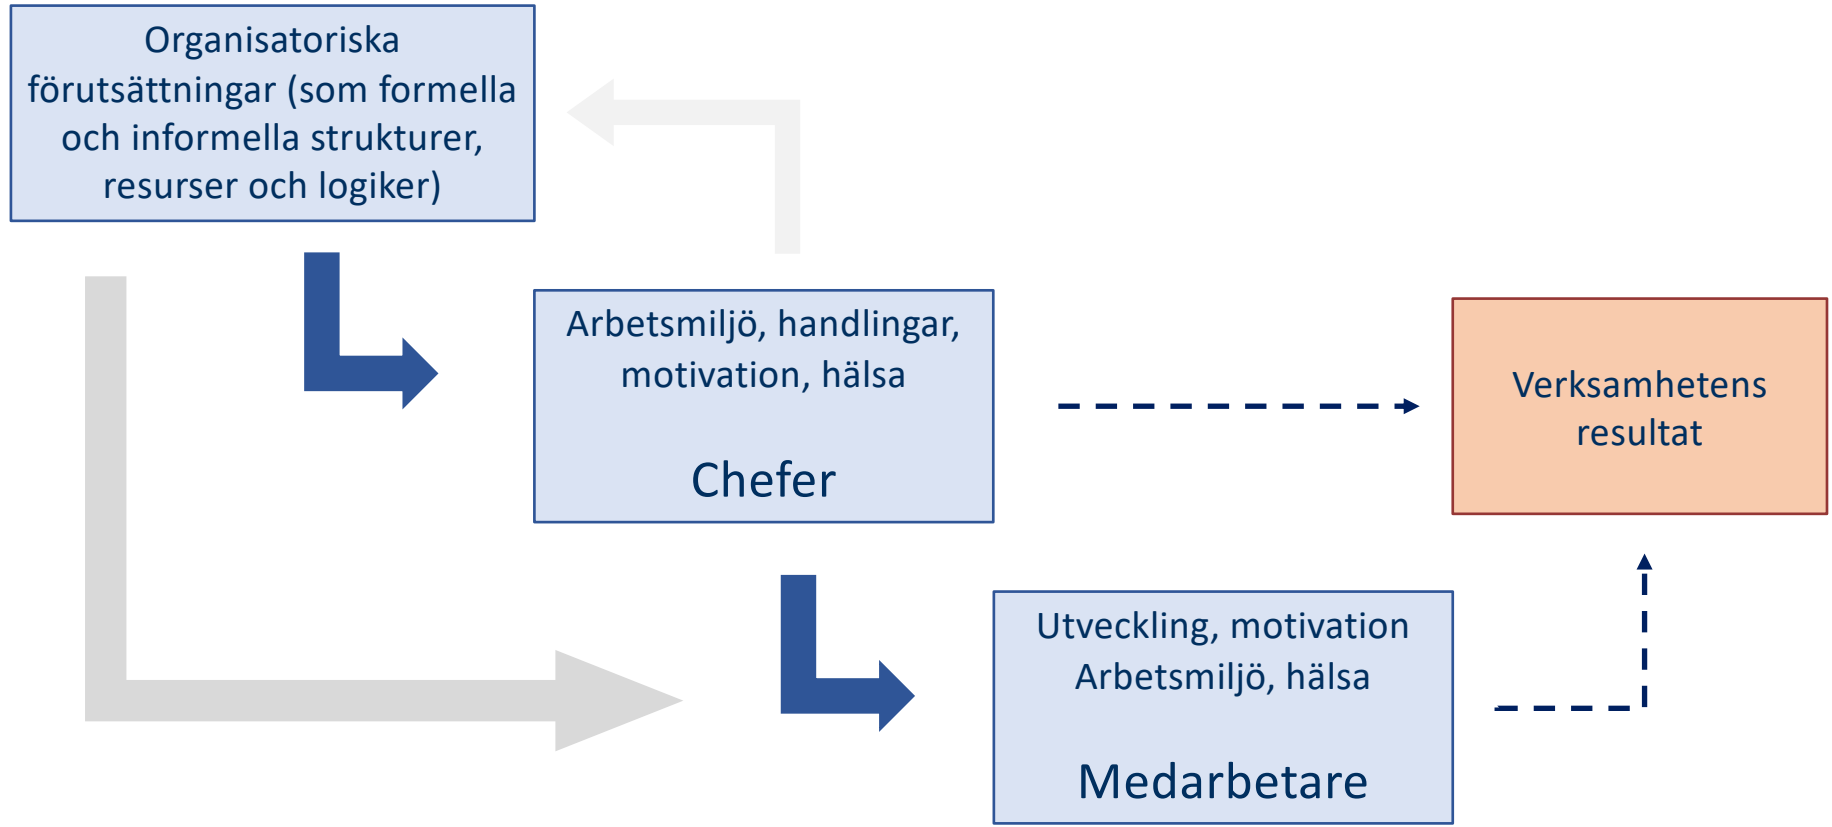 Organisatoriska
förutsättningar (som formella
och informella strukturer,
resurser och logiker)
Arbetsmiljö, handlingar,
motivation, hälsa
Chefer
Verksamhetens
resultat
Utveckling, motivation
Arbetsmiljö, hälsa
Medarbetare